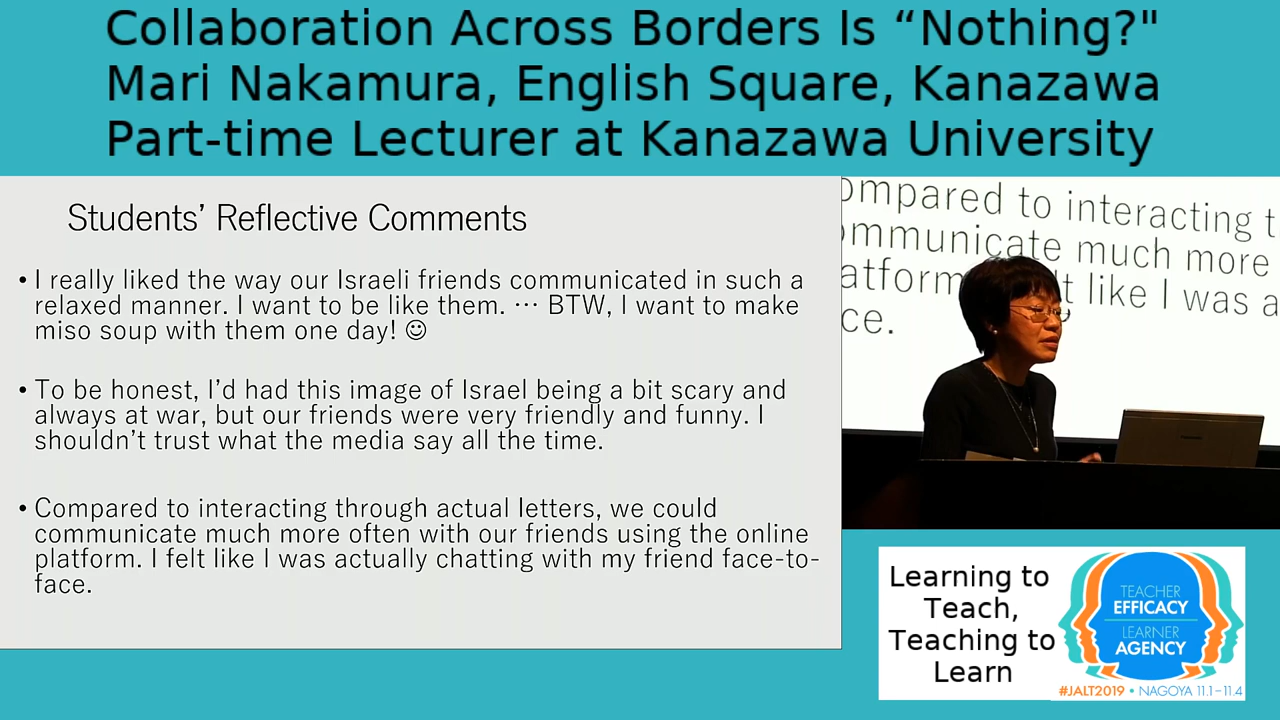 Collaboration Across Borders Is “Nothing?"
Mari Nakamura, English Square, Kanazawa
Part-time Lecturer at Kanazawa University
Students’ Reflective Comments
• I really liked the way our Israeli friends communicated in such a
relaxed manner. I want to be like them. ··· BTW, I want to make
miso soup with them one day! ☺
• To be honest, I’d had this image of Israel being a bit scary and
always at war, but our friends were very friendly and funny. I
shouldn’t trust what the media say all the time.
• Compared to interacting through actual letters, we could
communicate much more often with our friends using the online
platform. I felt like I was actually chatting with my friend face-to-
face.
ompared to interacting t
ommunicate much more
atform t like I was a
ce.
Learning to
Teach,
Teaching to
Learn
TEACHER
EFFICACY
LEARNER
AGENCY
#JALT2019 • NAGOYA 11.1–11.4